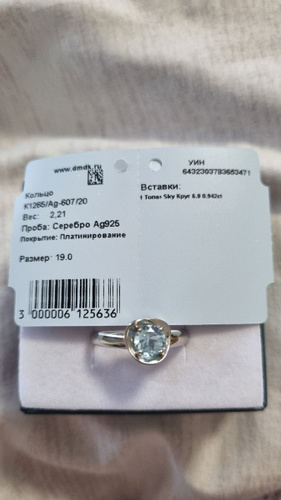 www.dmdk.ru
Кольцо
К1265/Ag-607/20
Вес: 2,21
Проба: Серебро Ag925
Покрытие: Платинирование
Размер: 19.0
3 000006 125636
УИН
6432303783653471
Вставки:
1 Топаз Sky Круг 6.0 0.942ct